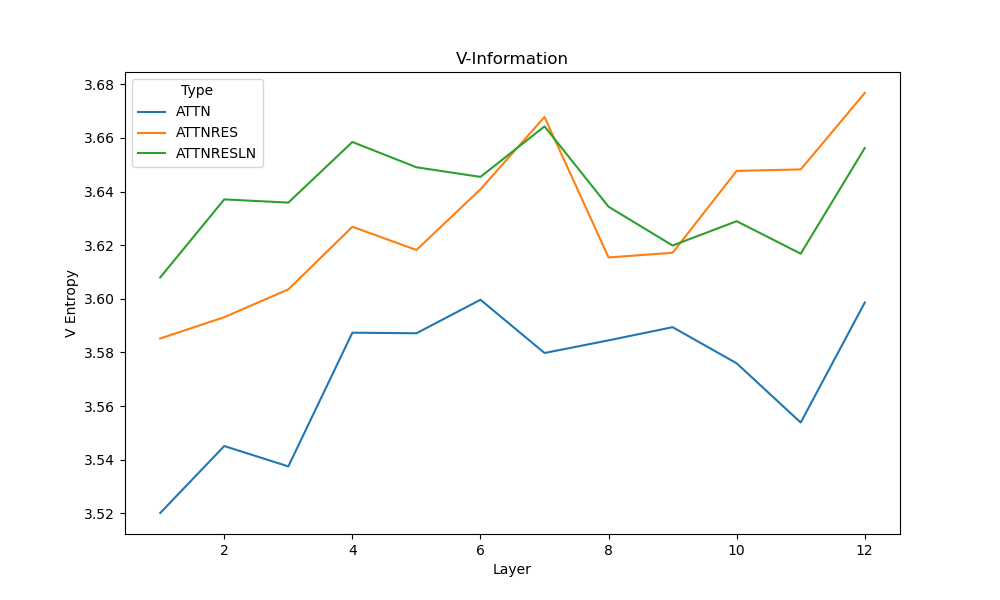 V-Information
Type
ATTN
ATTNRES
ATTNRESLN
V Entropy
3.68
3.66
3.64
3.62
3.60
3.58
3.56
3.54
3.52
2 4 6 8 10 12
Layer